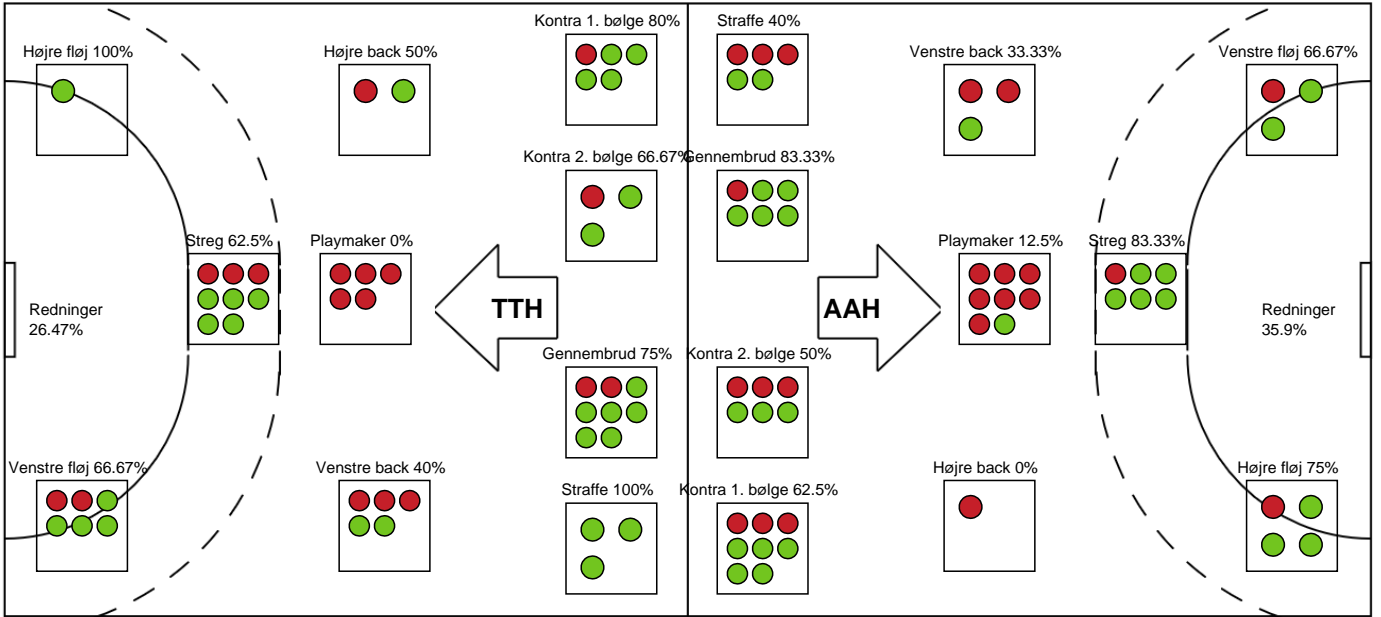 Kontra 1. bølge 80%
Straffe 40%
Højre fløj 100%
Højre back 50%
Venstre back 33.33%
Venstre fløj 66.67%
Kontra 2. bølge 66.67%
Gennembrud 83.33%
Streg 62.5%
Playmaker 0%
Playmaker 12.5%
Streg 83.33%
Redninger
26.47%
TTH
AAH
Redninger
35.9%
Gennembrud 75%
Kontra 2. bølge 50%
Venstre fløj 66.67%
Venstre back 40%
Straffe 100%
Kontra 1. bølge 62.5%
Højre back 0%
Højre fløj 75%